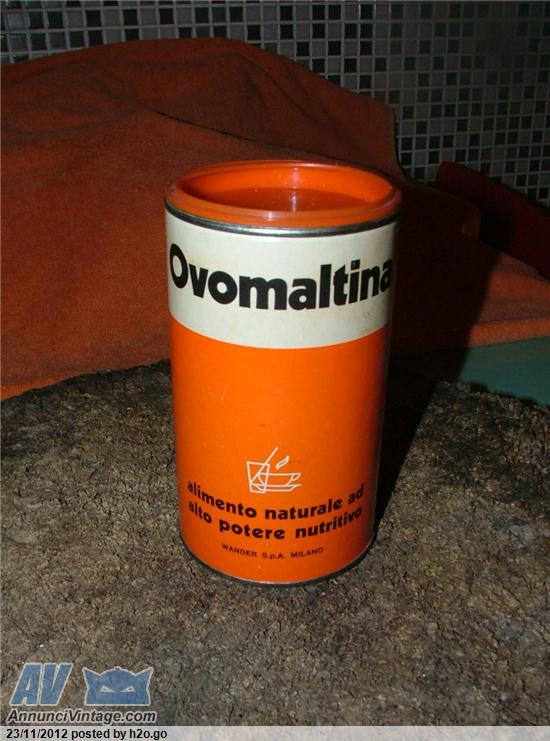 Ovomaltina
alimento naturale ad
alto potere nutritivo
WANDER S.p.A. MILANO
AV
AnnunciVintage.com
23/11/2012 posted by h2o.go